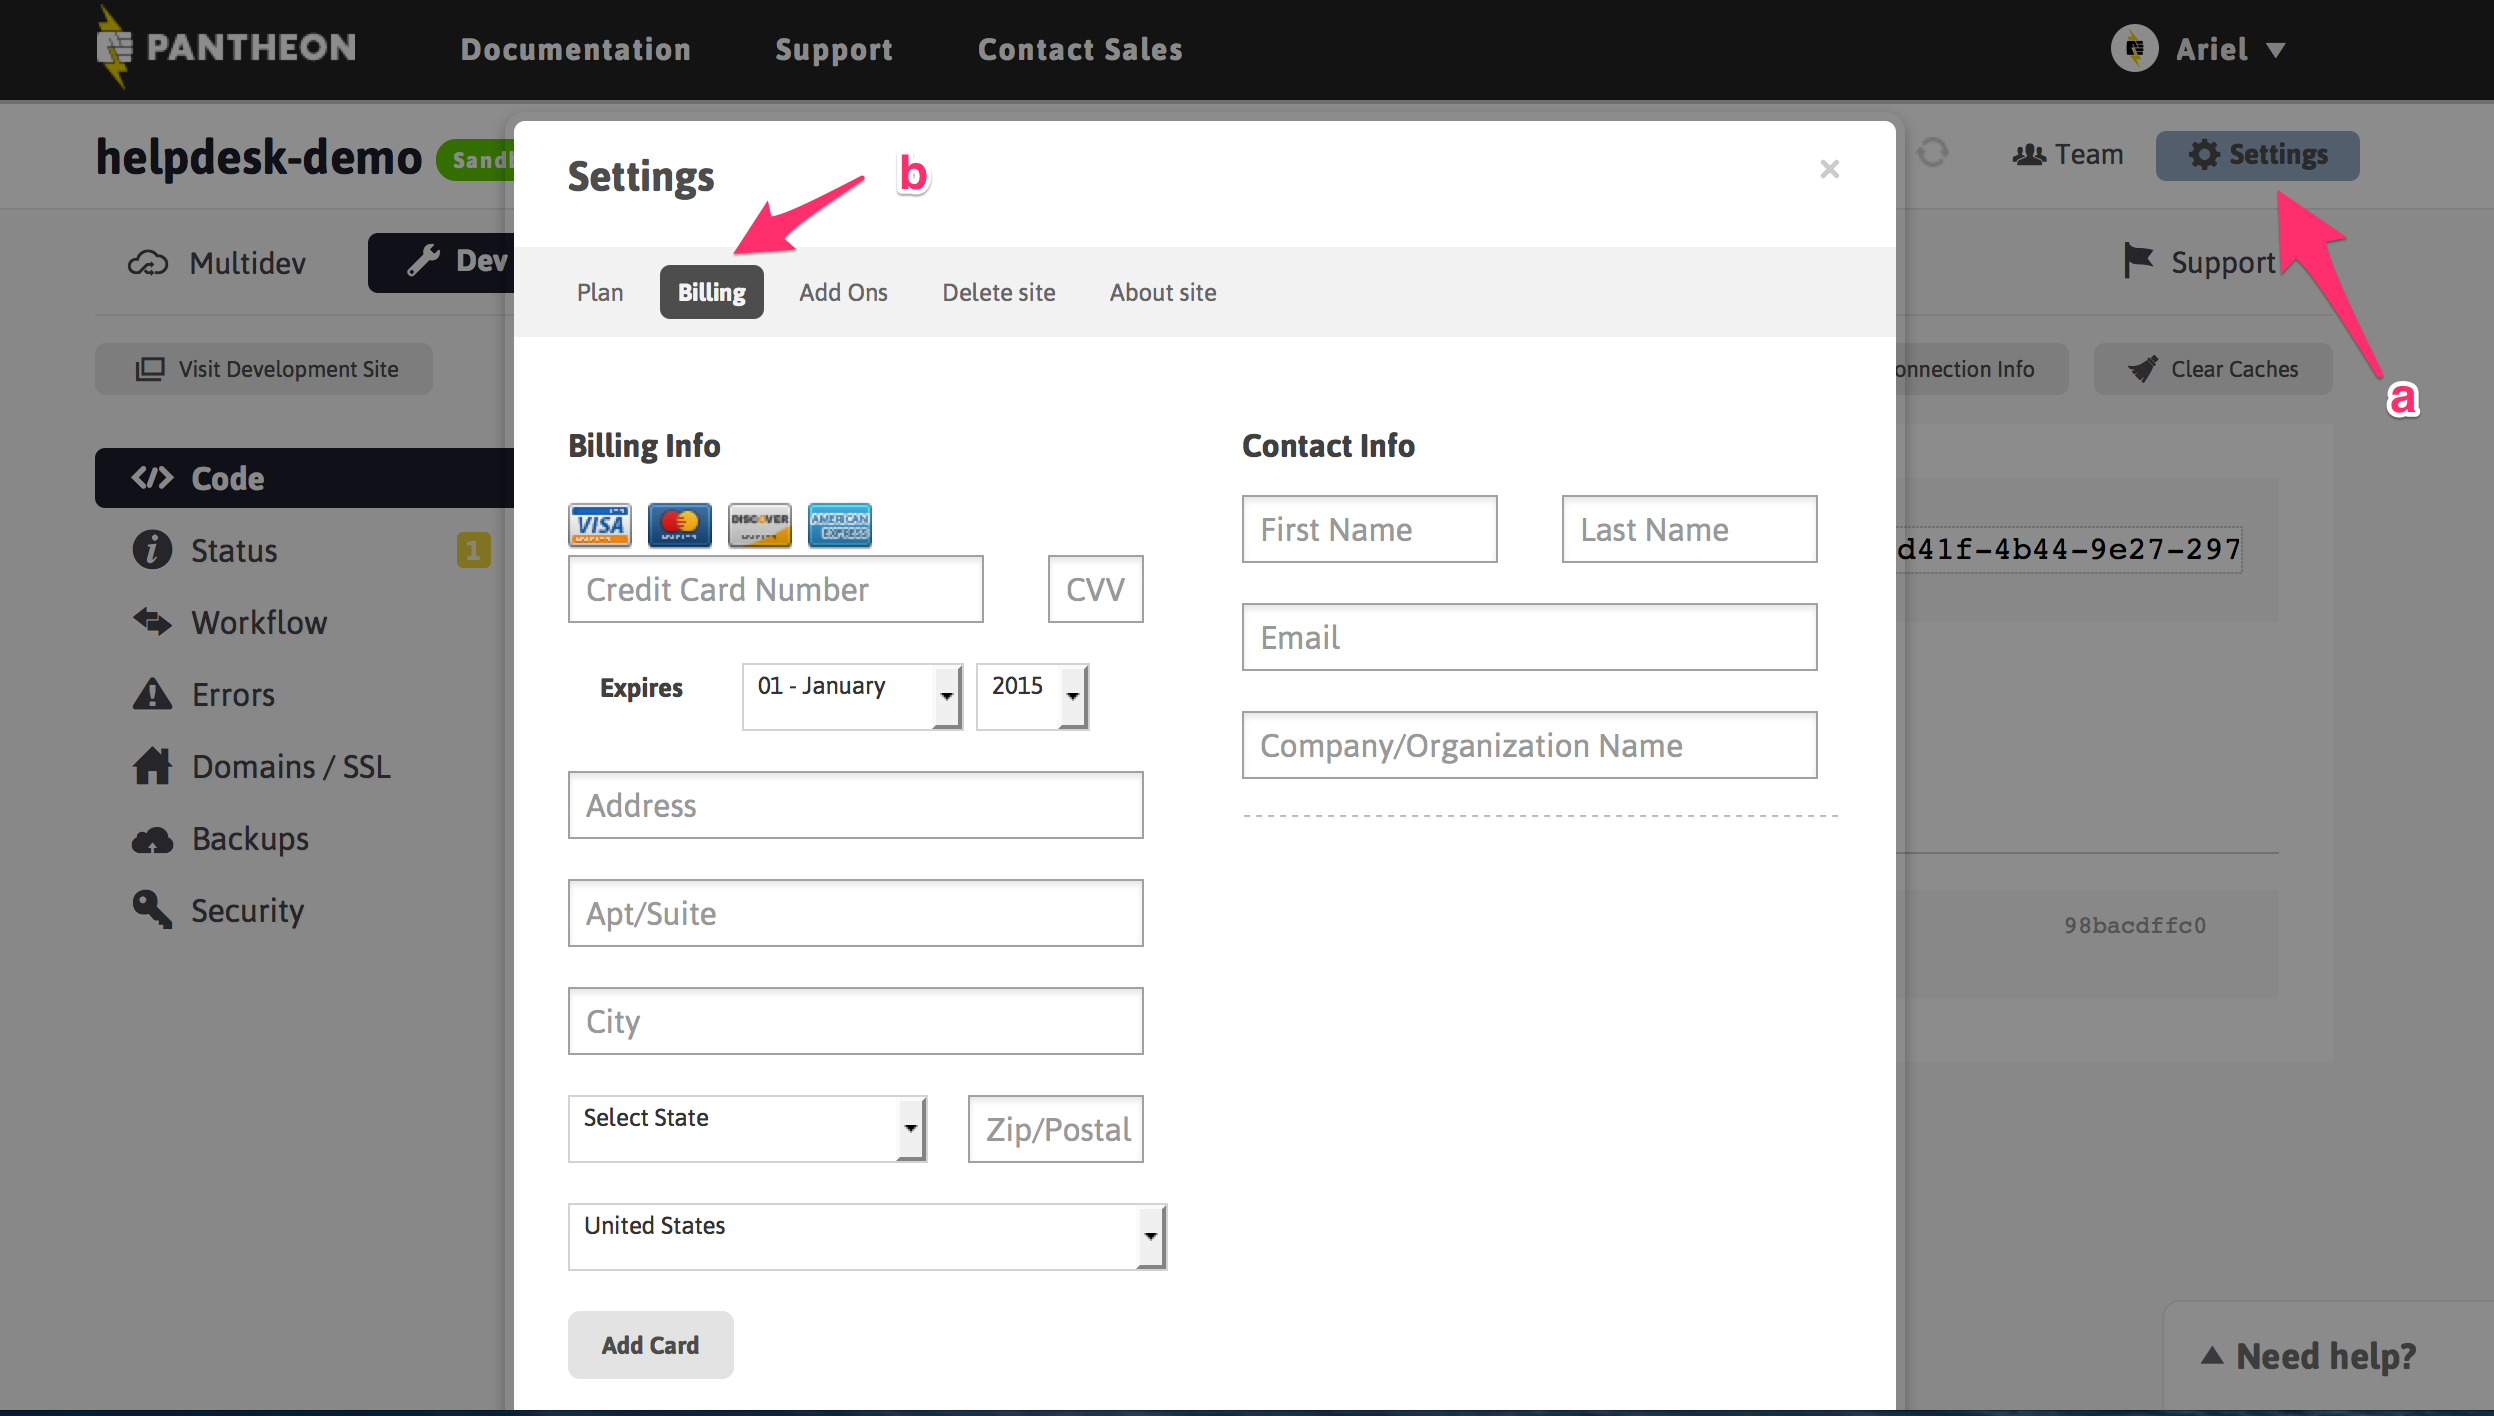 PANTHEON Documentation Support Contact Sales Ariel
helpdesk-demo Sandb
Team Settings
Multidev Dev
Support
Visit Development Site
onnection Info Clear Caches
Code
Status 1
Workflow
Errors
Domains / SSL
Backups
Security
Settings
b
a
Plan Billing Add Ons Delete site About site
Billing Info
VISA DISCOVER AMERICAN EXPRESS
Credit Card Number CVV
Expires 01 - January 2015
Address
Apt/Suite
City
Select State Zip/Postal
United States
Add Card
Contact Info
First Name Last Name
Email
Company/Organization Name
d41f-4b44-9e27-297
98bacdffc0
Need help?